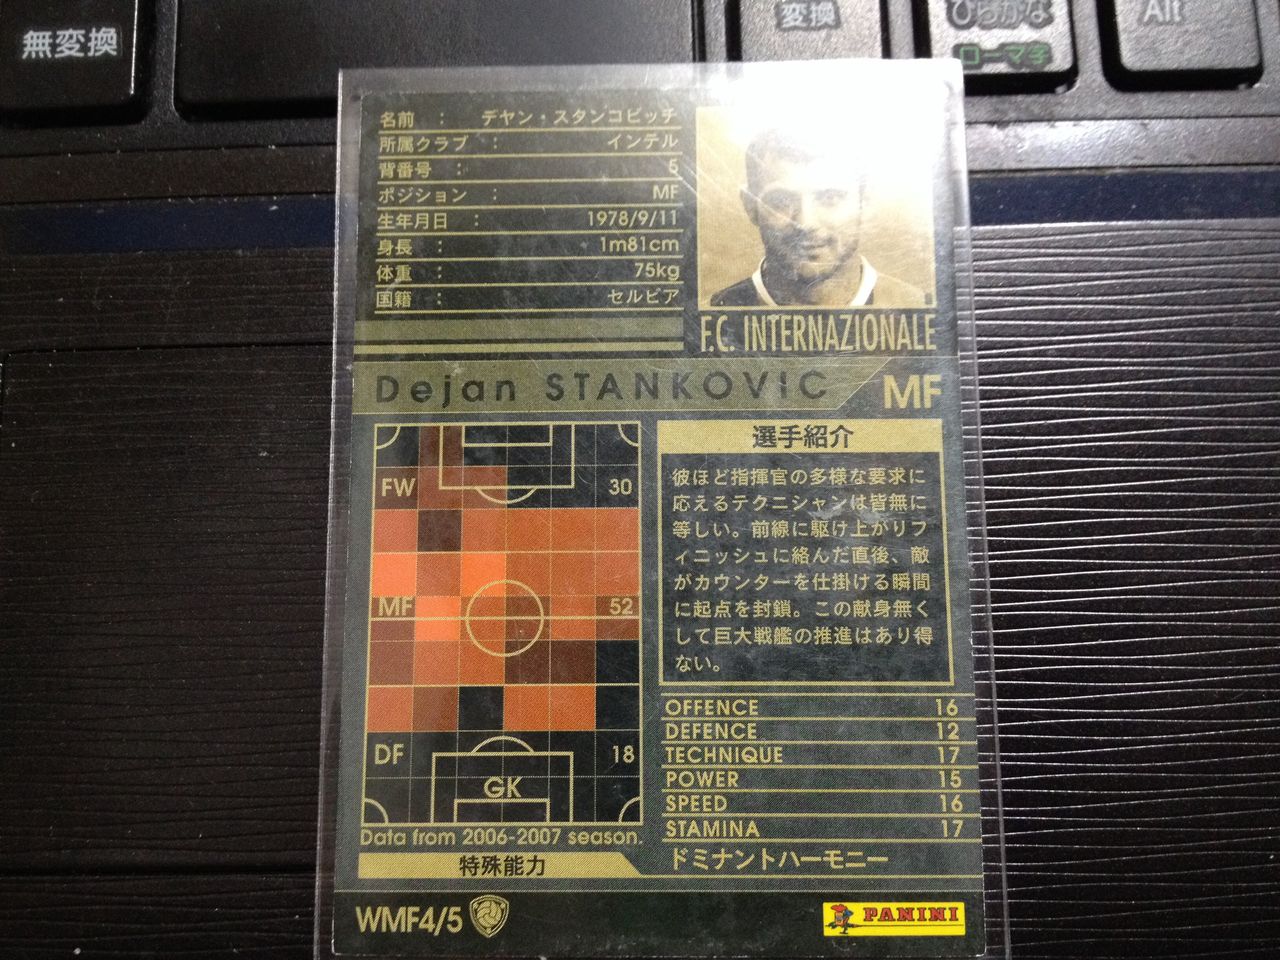 無変換
変換
ひらがな
ローマ字
Alt
名前 : デヤン・スタンコビッチ
所属クラブ : インテル
背番号 : 5
ポジション : MF
生年月日 : 1978/9/11
身長 : 1m81cm
体重 : 75kg
国籍 : セルビア
F.C. INTERNAZIONALE
Dejan STANKOVIC MF
FW 30
MF 52
DF 18
GK
Data from 2006-2007 season.
選手紹介
彼ほど指揮官の多様な要求に
応えるテクニシャンは皆無に
等しい。前線に駆け上がりフ
ィニッシュに絡んだ直後、敵
がカウンターを仕掛ける瞬間
に起点を封鎖。この献身無く
して巨大戦艦の推進はあり得
ない。
OFFENCE 16
DEFENCE 12
TECHNIQUE 17
POWER 15
SPEED 16
STAMINA 17
特殊能力 ドミナントハーモニー
WMF4/5
PANINI